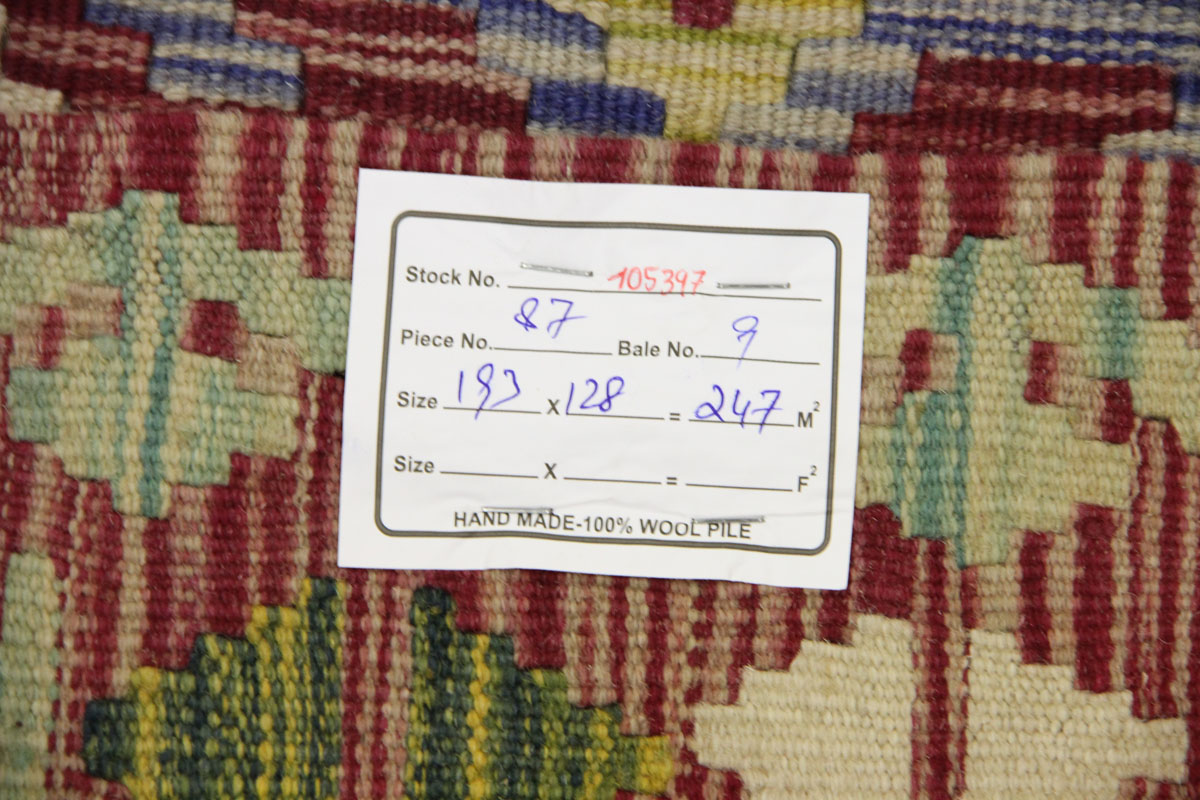 Stock No. 105397
Piece No. 87 Bale No. 9
Size 193 X 128 = 247 M²
Size X = F²
HAND MADE-100% WOOL PILE